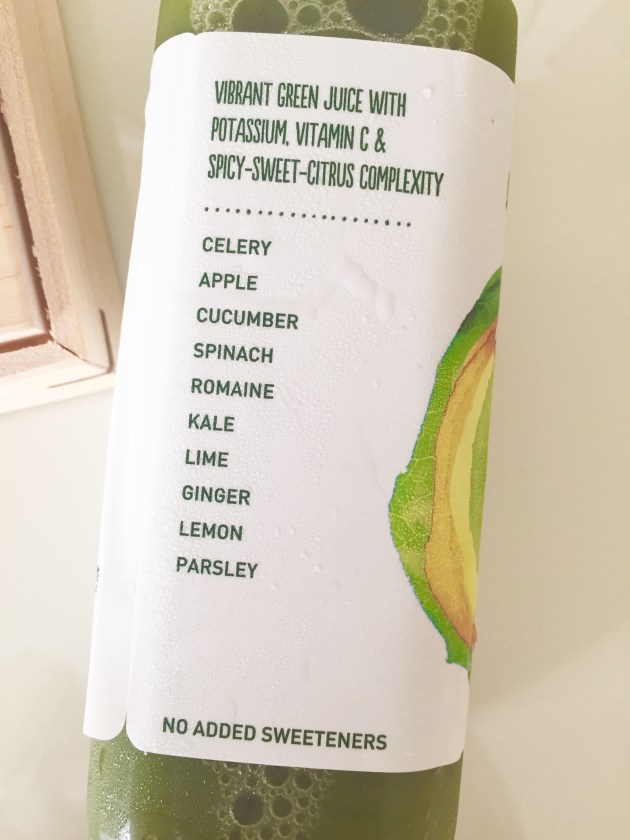 VIBRANT GREEN JUICE WITH
POTASSIUM, VITAMIN C &
SPICY-SWEET-CITRUS COMPLEXITY
CELERY
APPLE
CUCUMBER
SPINACH
ROMAINE
KALE
LIME
GINGER
LEMON
PARSLEY
NO ADDED SWEETENERS